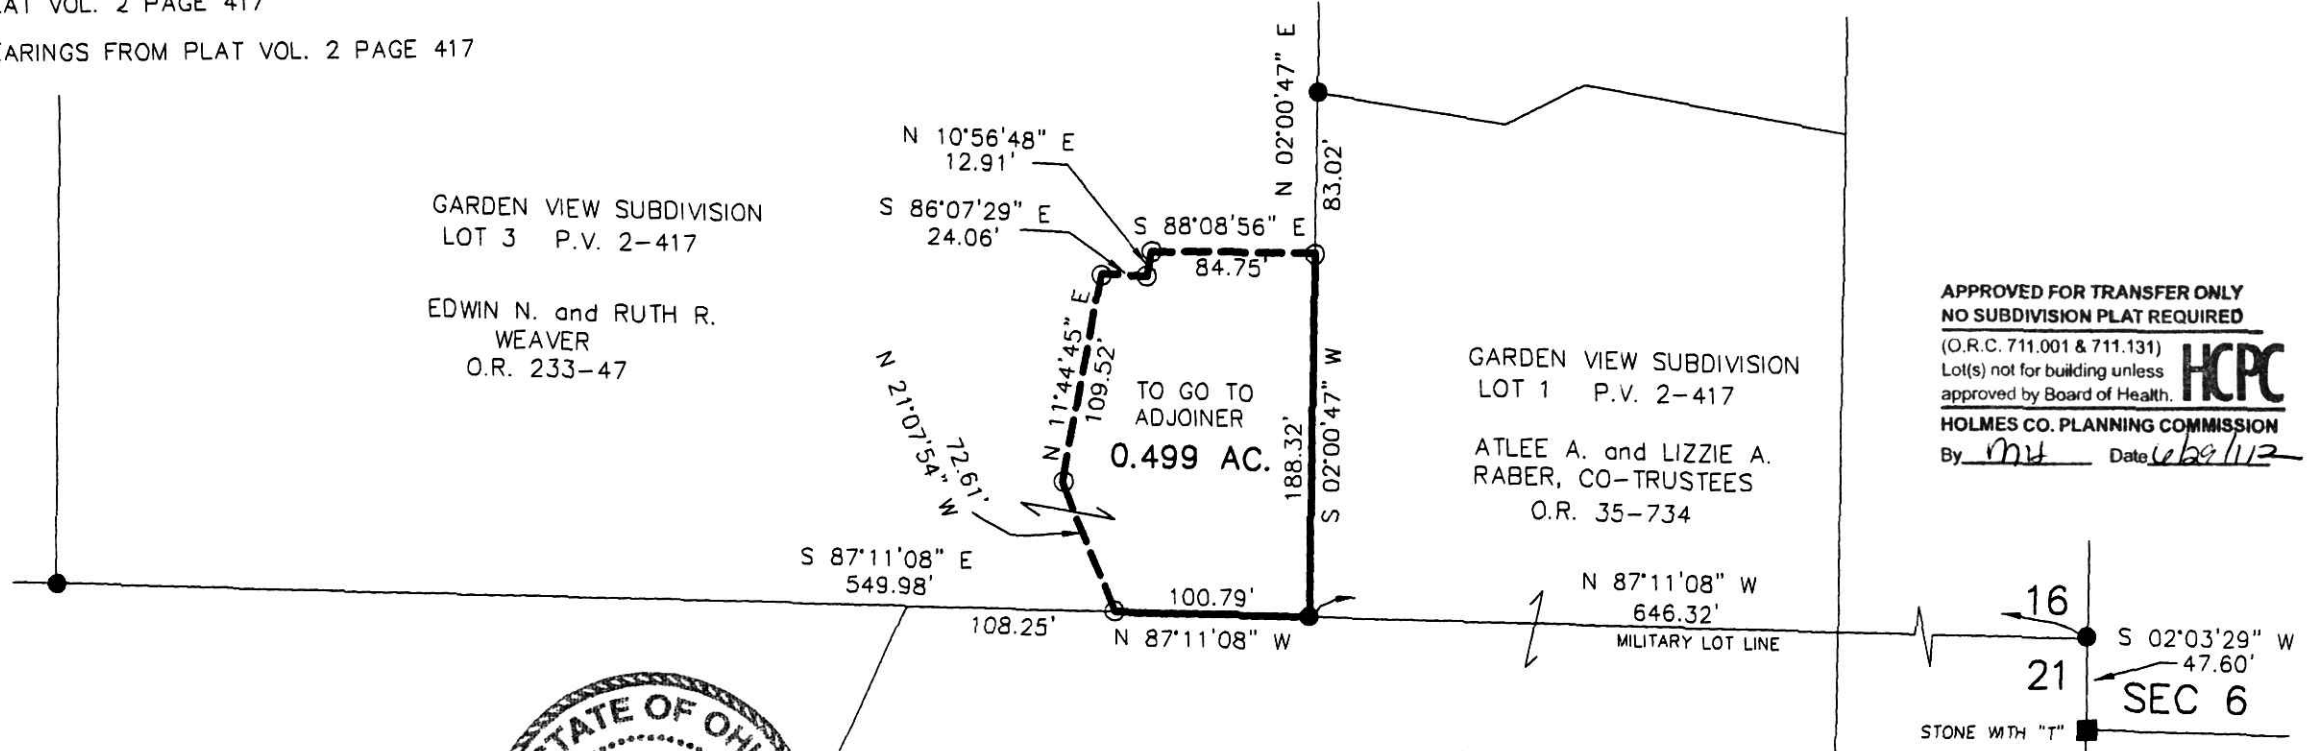 LAT VOL. 2 PAGE 417
EARINGS FROM PLAT VOL. 2 PAGE 417
N 02°00'47" E
83.02'
N 10°56'48" E
12.91'
S 86°07'29" E
24.06'
S 88°08'56" E
84.75'
GARDEN VIEW SUBDIVISION
LOT 3 P.V. 2-417
EDWIN N. and RUTH R.
WEAVER
O.R. 233-47
N 11°44'45" E
109.52'
N 21°07'54" W
72.61'
TO GO TO
ADJOINER
0.499 AC.
188.32'
S 02°00'47" W
GARDEN VIEW SUBDIVISION
LOT 1 P.V. 2-417
ATLEE A. and LIZZIE A.
RABER, CO-TRUSTEES
O.R. 35-734
APPROVED FOR TRANSFER ONLY
NO SUBDIVISION PLAT REQUIRED
(O.R.C. 711.001 & 711.131)
Lot(s) not for building unless
approved by Board of Health.
HCPC
HOLMES CO. PLANNING COMMISSION
By MH Date 6/29/112
S 87°11'08" E
549.98'
108.25'
100.79'
N 87°11'08" W
N 87°11'08" W
646.32'
MILITARY LOT LINE
16
21
S 02°03'29" W
47.60'
SEC 6
STONE WITH "T"
STATE OF OH